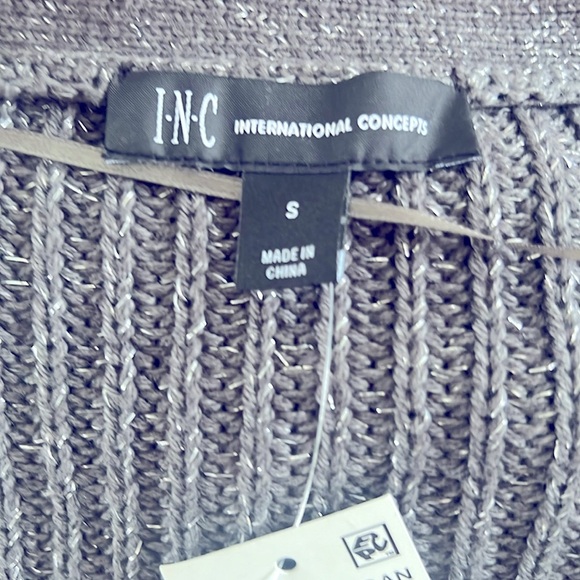 I·N·C INTERNATIONAL CONCEPTS
S
MADE IN
CHINA